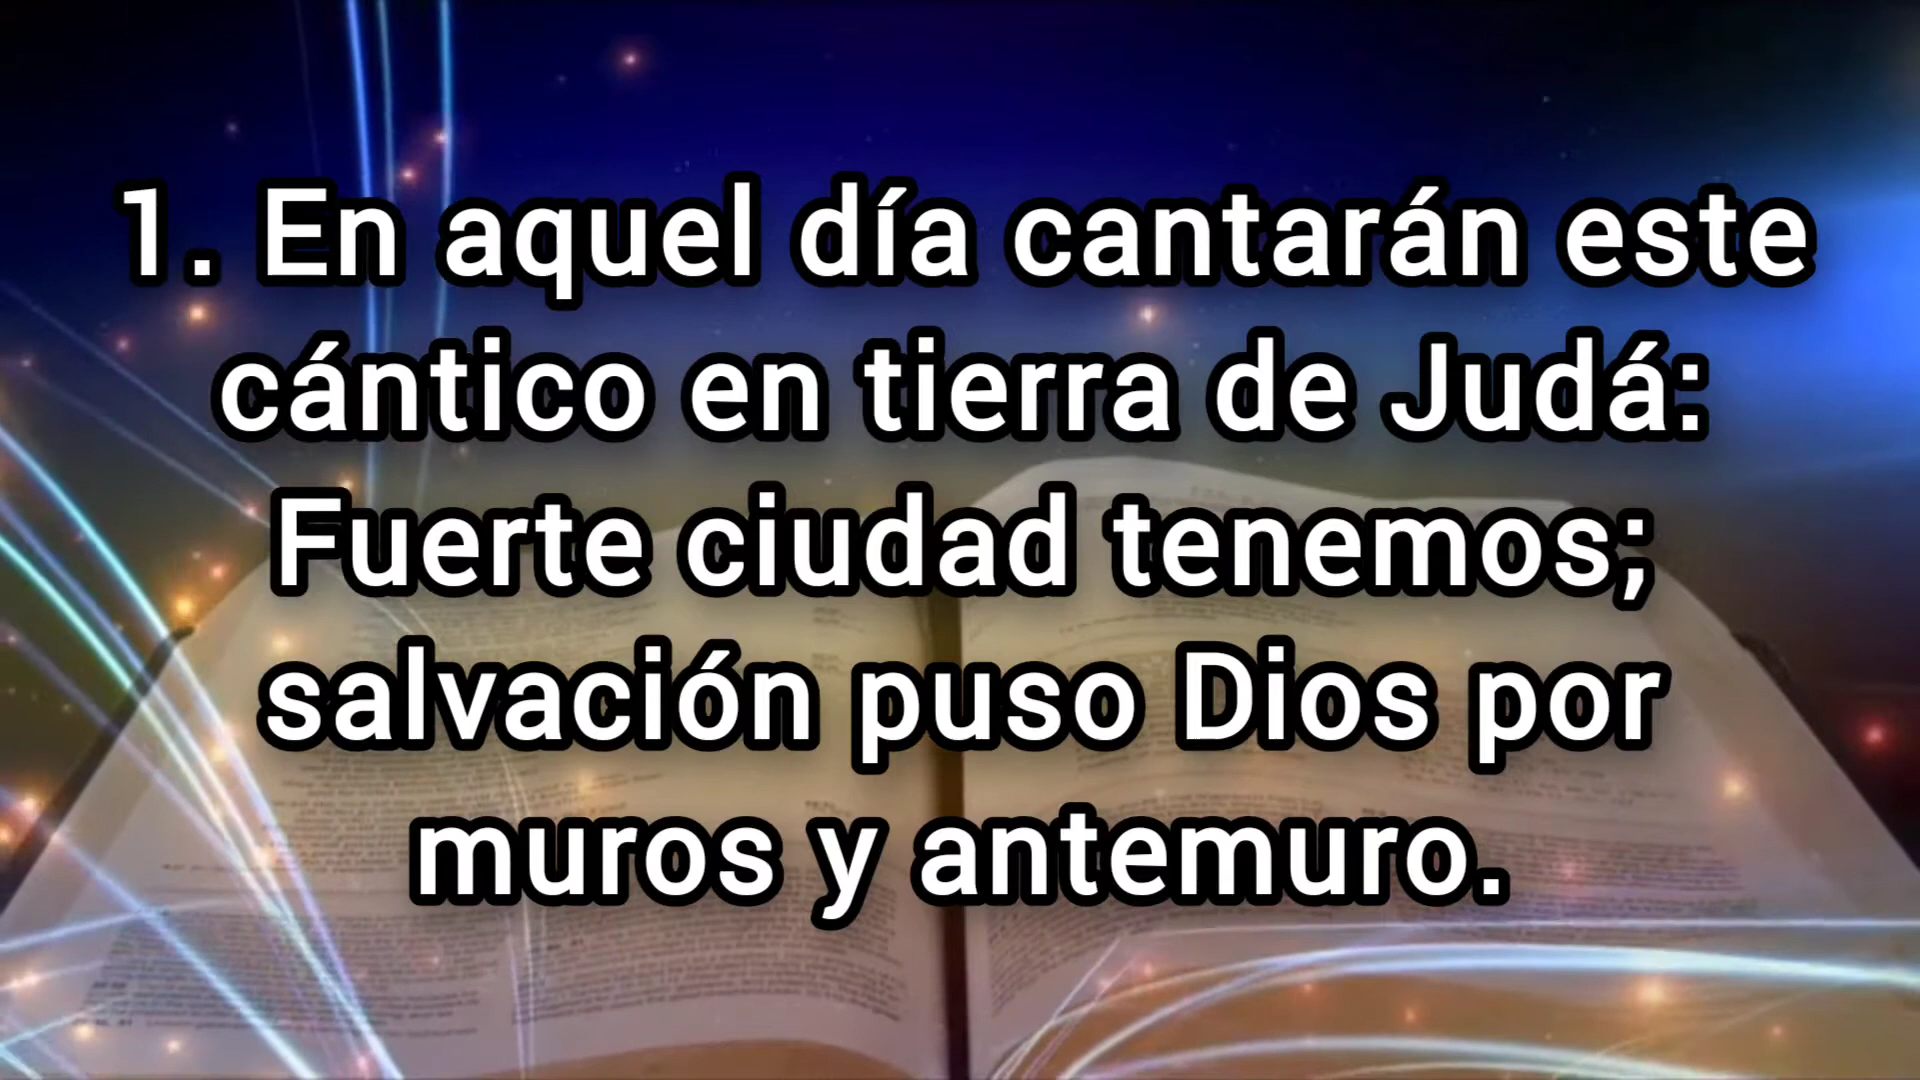 1. En aquel día cantarán este
cántico en tierra de Judá:
Fuerte ciudad tenemos;
salvación puso Dios por
muros y antemuro.